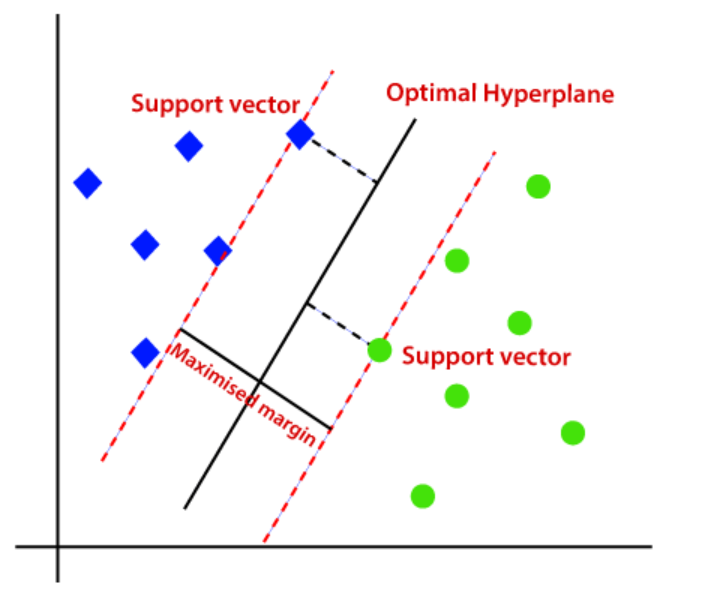 Support vector
Optimal Hyperplane
Maximised margin
Support vector